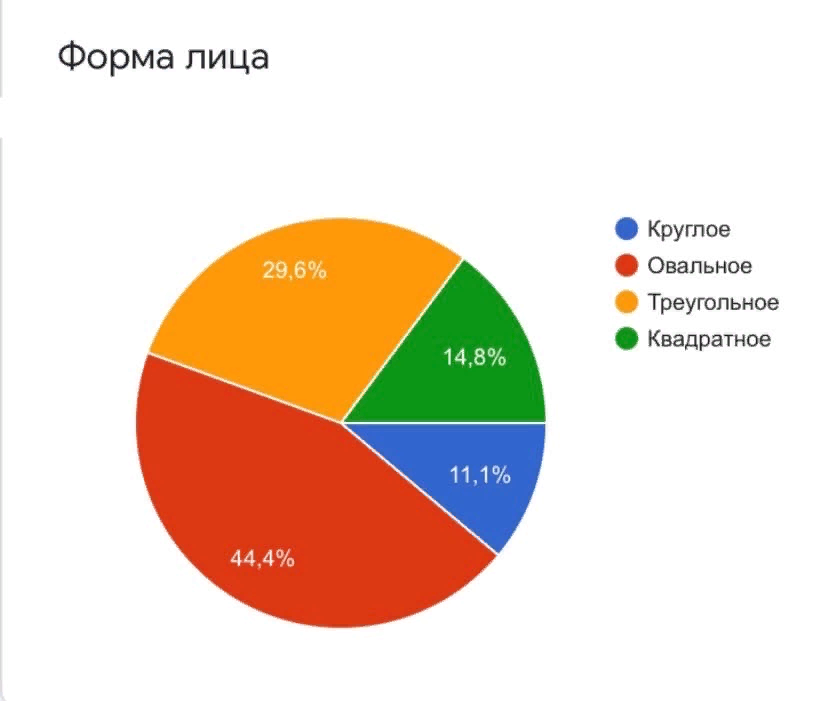 Форма лица
Круглое
Овальное
Треугольное
Квадратное
29,6%
14,8%
11,1%
44,4%